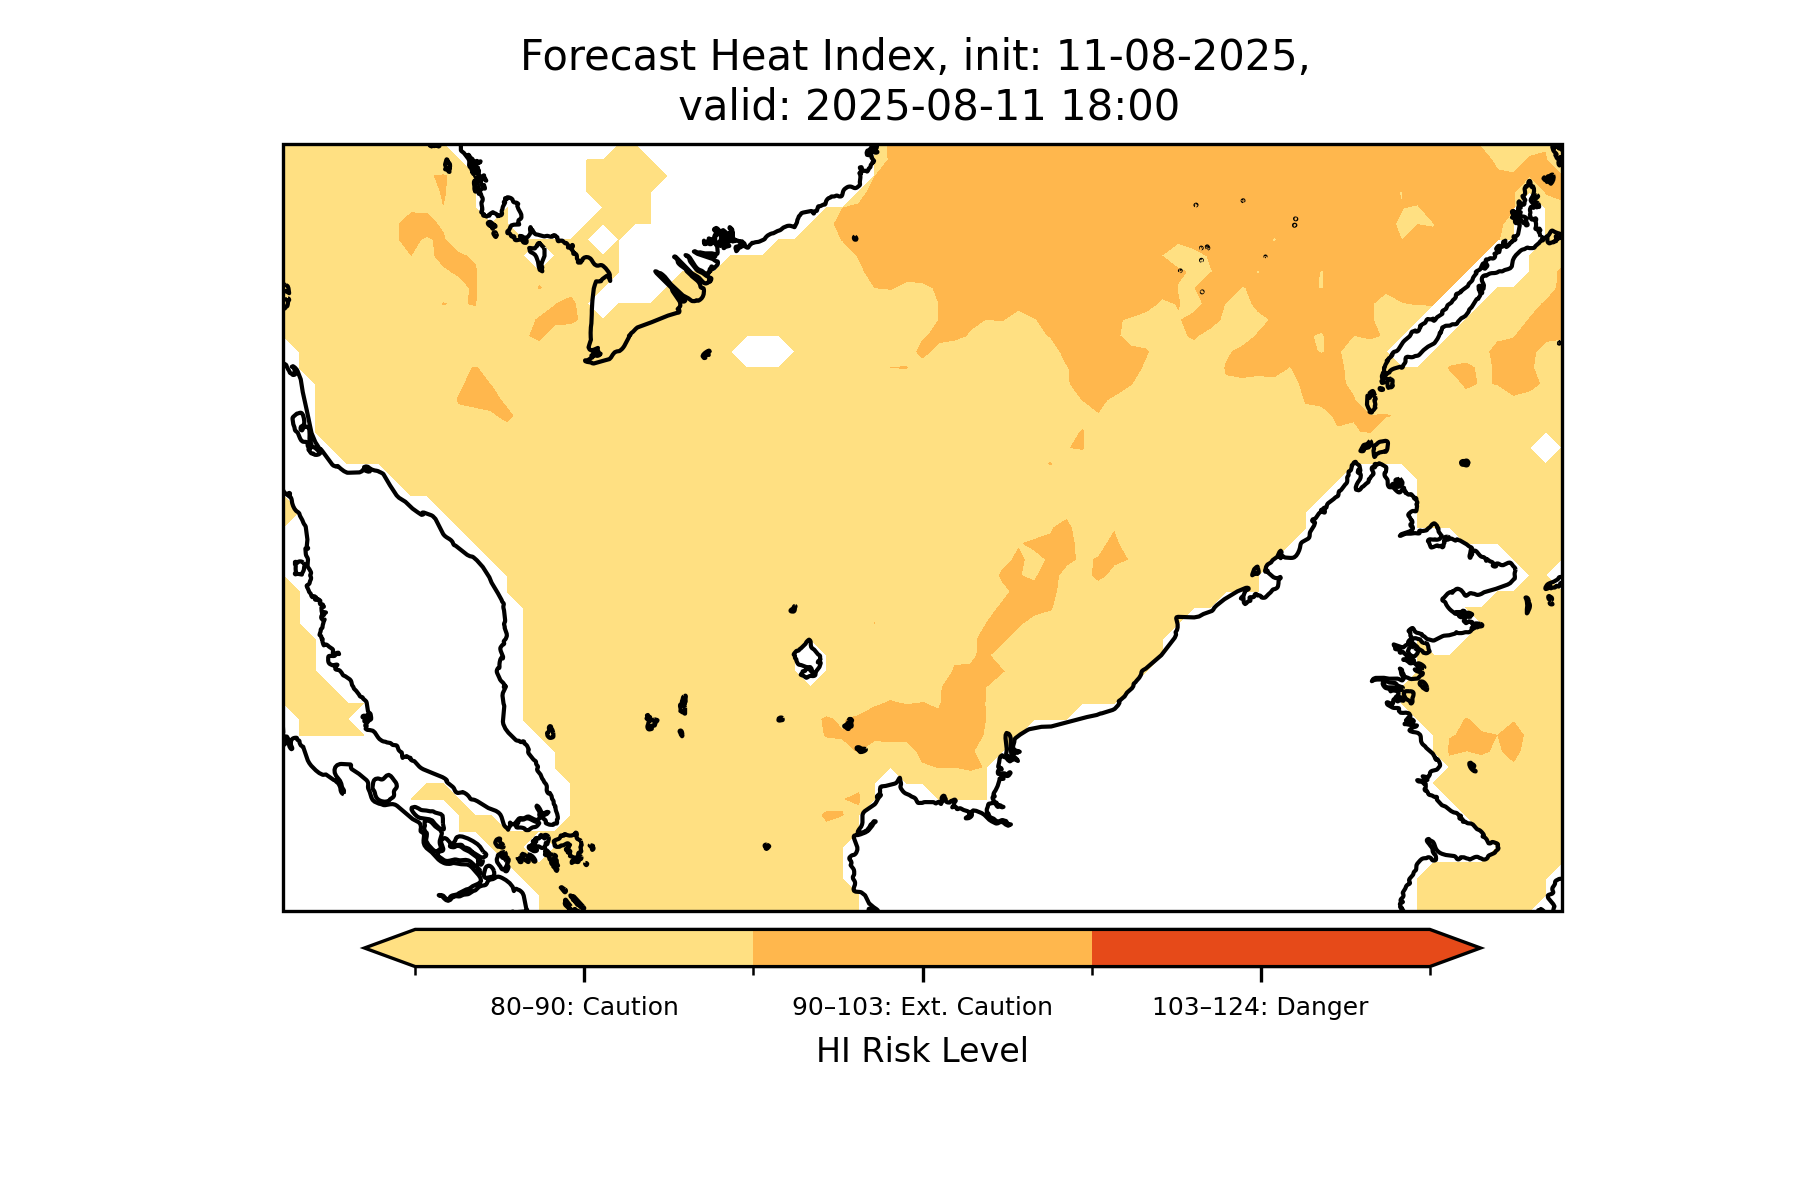 Forecast Heat Index, init: 11-08-2025,
valid: 2025-08-11 18:00
80–90: Caution
90–103: Ext. Caution
103–124: Danger
HI Risk Level